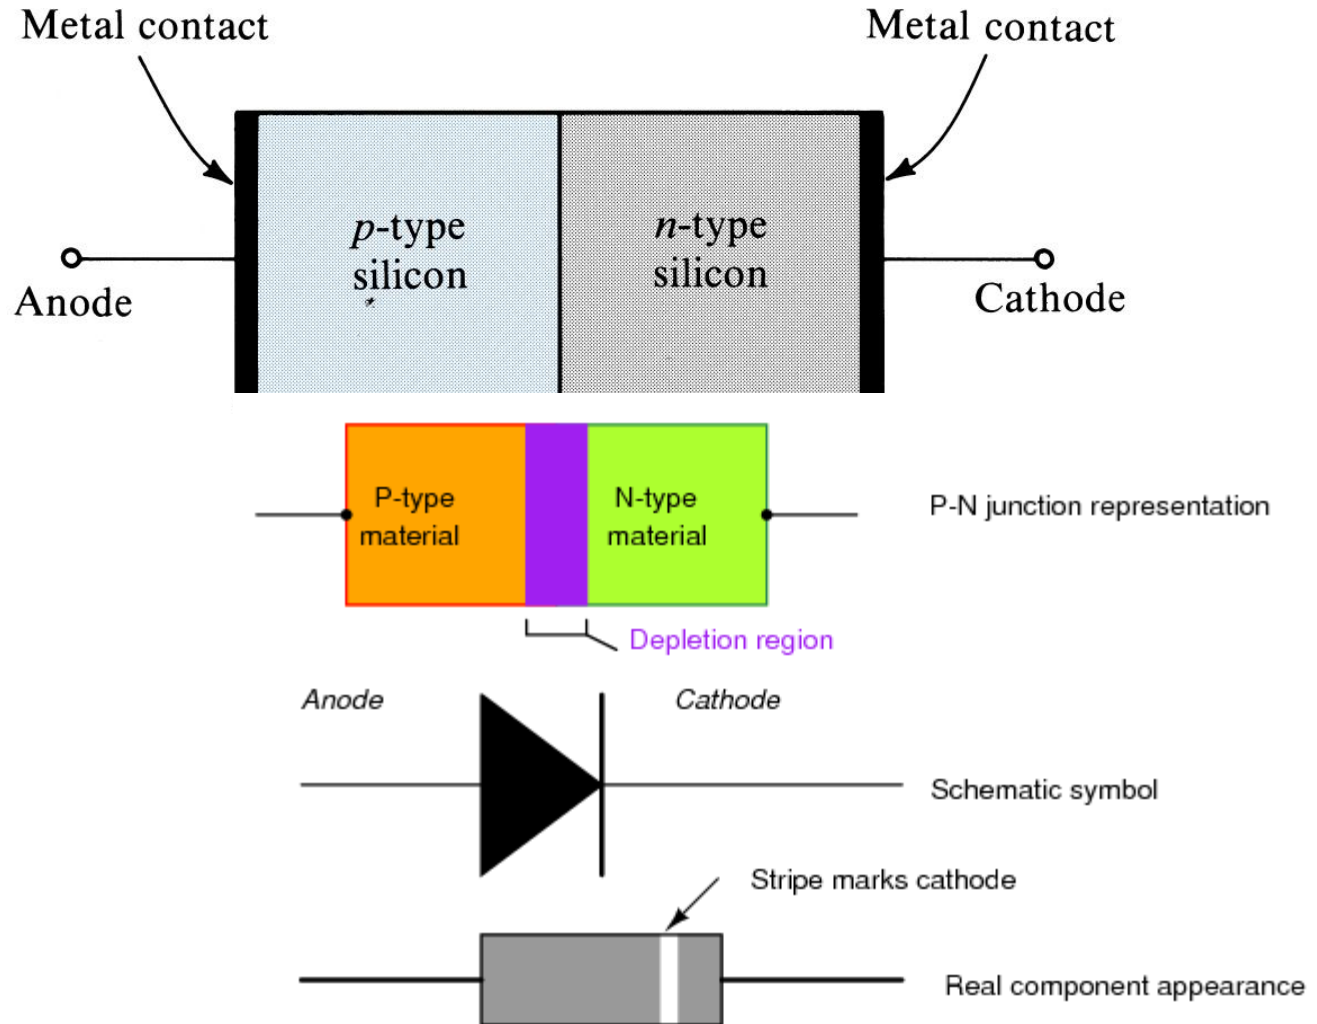 Metal contact
Metal contact
p-type
silicon
n-type
silicon
Anode
Cathode
P-type
material
N-type
material
P-N junction representation
Depletion region
Anode
Cathode
Schematic symbol
Stripe marks cathode
Real component appearance